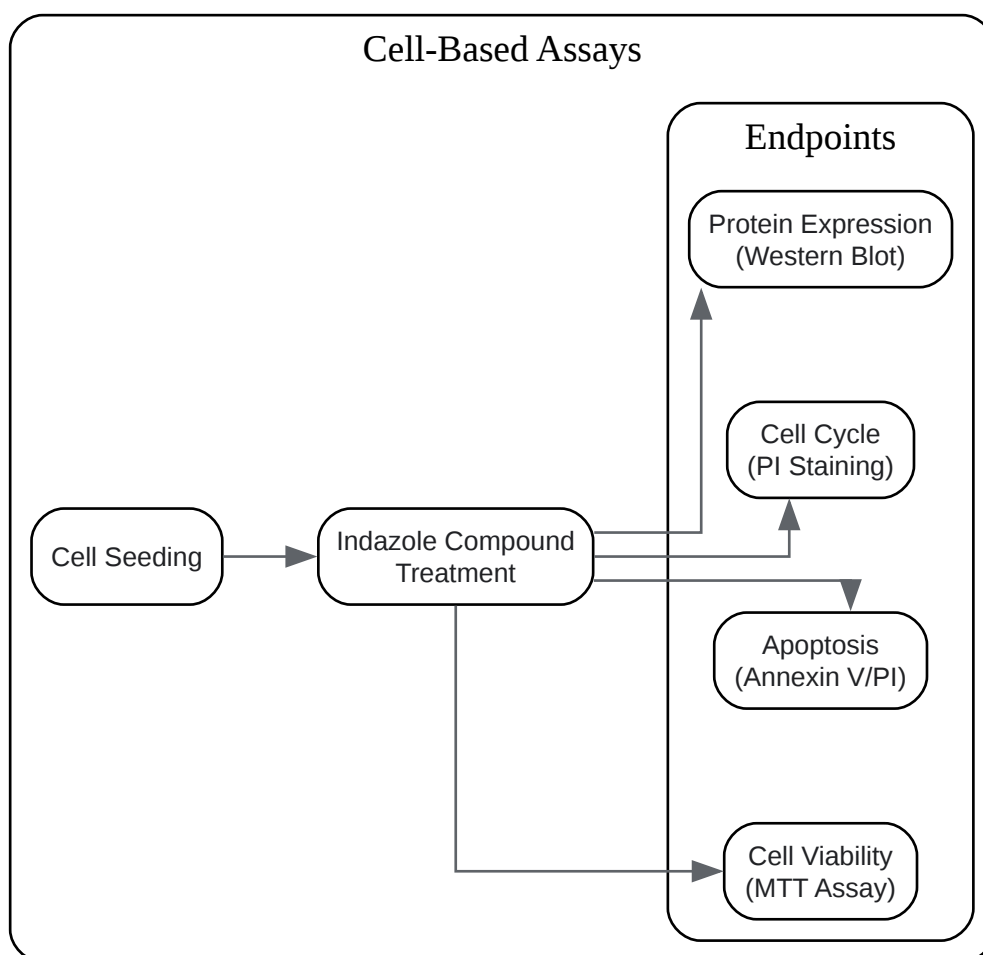 Cell-Based Assays
Endpoints
Protein Expression
(Western Blot)
Cell Cycle
(PI Staining)
Cell Seeding
Indazole Compound
Treatment
Apoptosis
(Annexin V/PI)
Cell Viability
(MTT Assay)